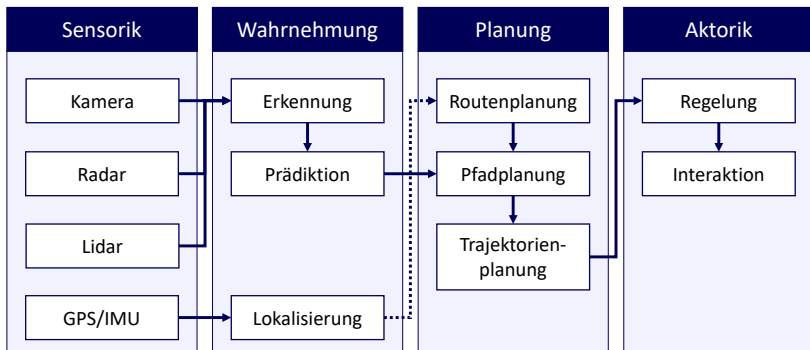 Sensorik
Kamera
Radar
Lidar
GPS/IMU
Wahrnehmung
Erkennung
Prädiktion
Lokalisierung
Planung
Routenplanung
Pfadplanung
Trajektorien-
planung
Aktorik
Regelung
Interaktion